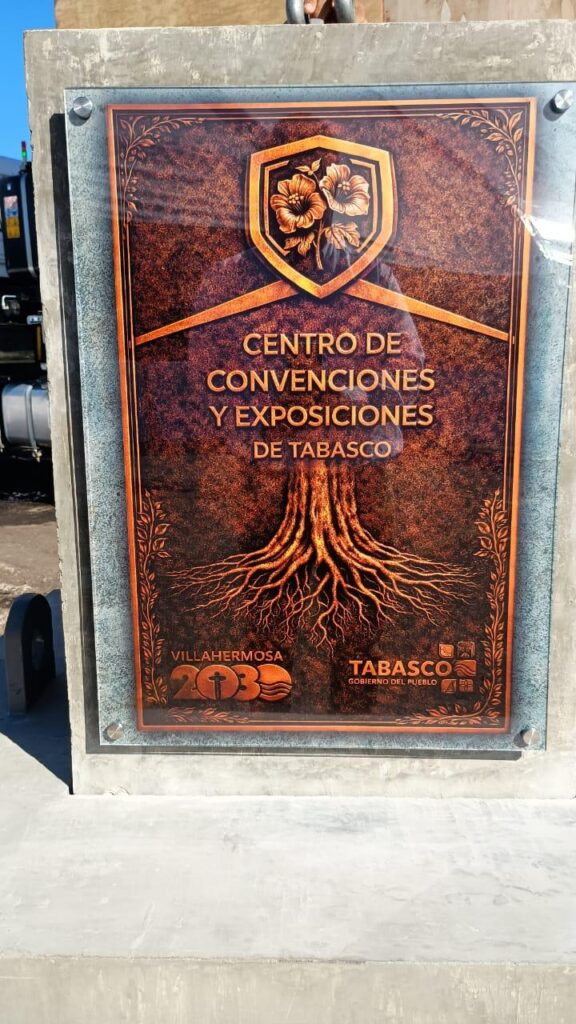 CENTRO DE
CONVENCIONES
Y EXPOSICIONES
DE TABASCO
VILLAHERMOSA
2030
TABASCO
GOBIERNO DEL PUEBLO